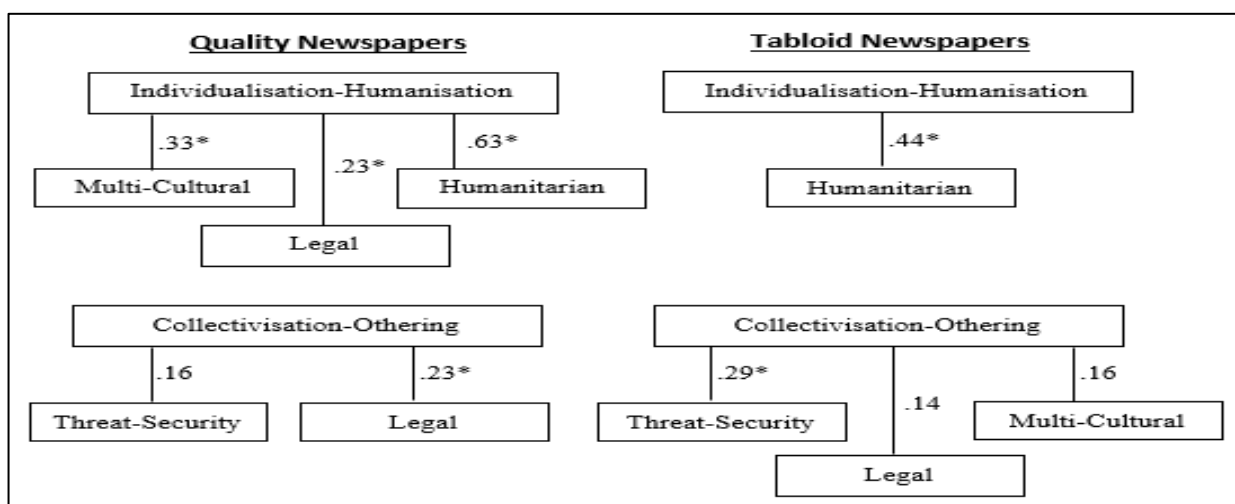 Quality Newspapers
Individualisation-Humanisation
.33*
.23*
.63*
Multi-Cultural
Humanitarian
Legal
Collectivisation-Othering
.16
.23*
Threat-Security
Legal
Tabloid Newspapers
Individualisation-Humanisation
.44*
Humanitarian
Collectivisation-Othering
.29*
.14
.16
Threat-Security
Multi-Cultural
Legal